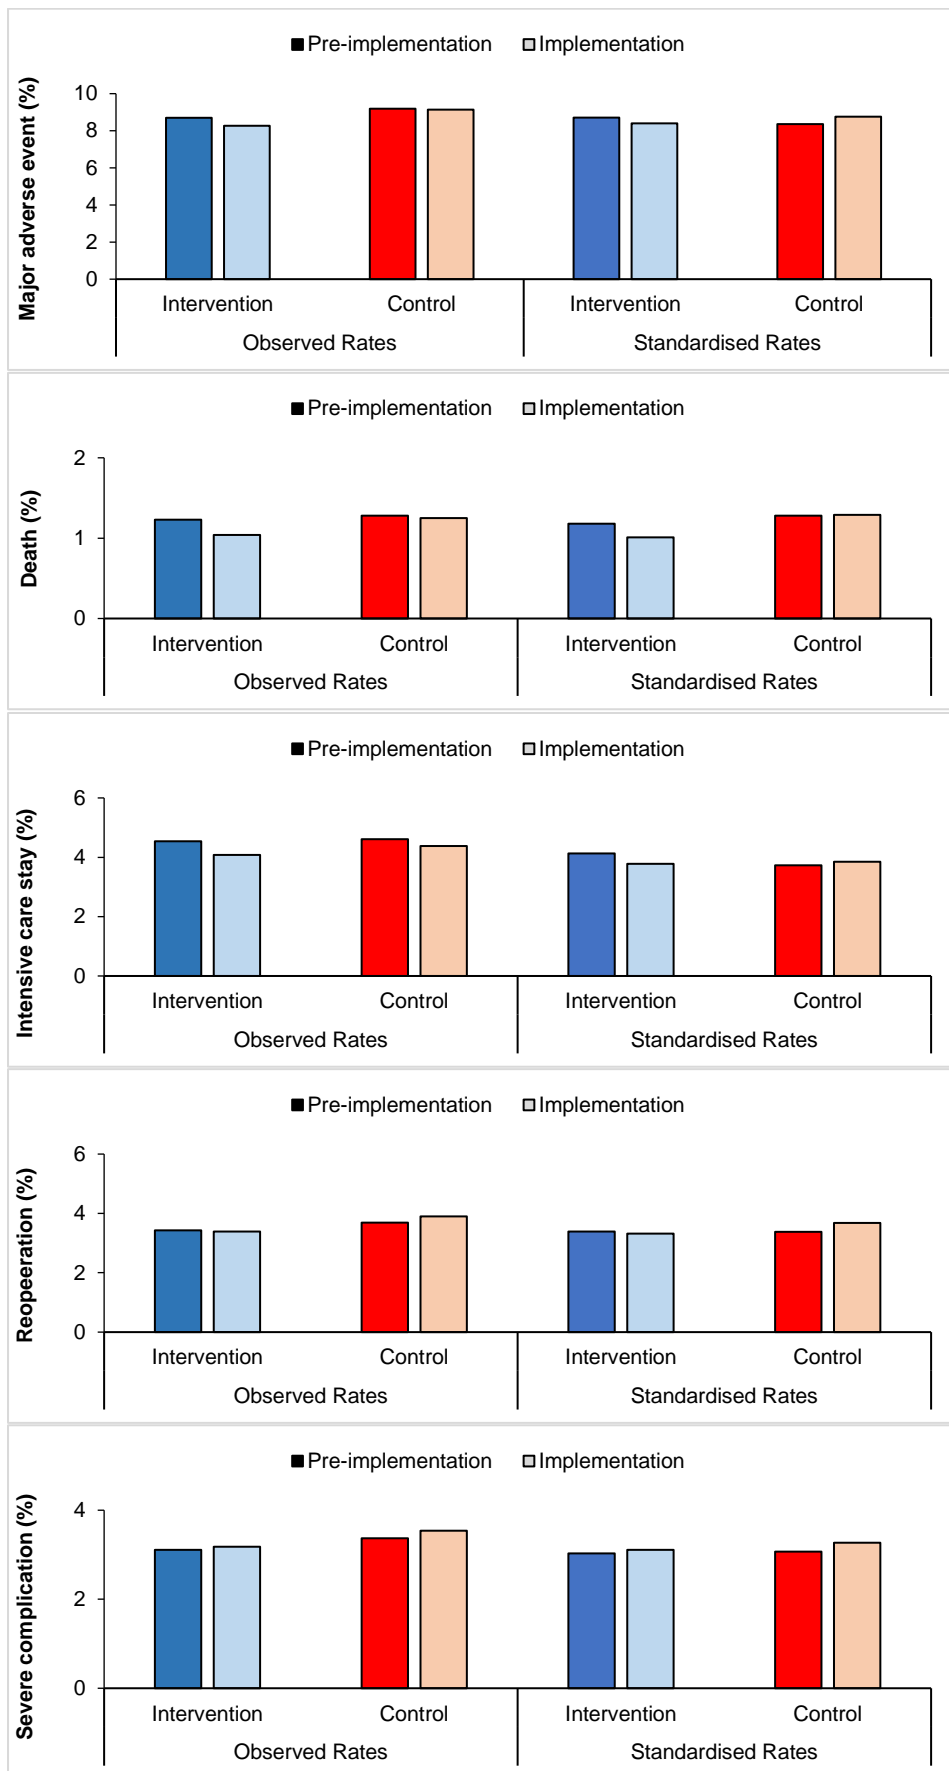 Pre-implementation Implementation
Major adverse event (%)
10
8
6
4
2
0
Intervention Control Intervention Control
Observed Rates Standardised Rates
Pre-implementation Implementation
Death (%)
2
1
0
Intervention Control Intervention Control
Observed Rates Standardised Rates
Pre-implementation Implementation
Intensive care stay (%)
6
4
2
0
Intervention Control Intervention Control
Observed Rates Standardised Rates
Pre-implementation Implementation
Reopeeration (%)
6
4
2
0
Intervention Control Intervention Control
Observed Rates Standardised Rates
Pre-implementation Implementation
Severe complication (%)
4
2
0
Intervention Control Intervention Control
Observed Rates Standardised Rates